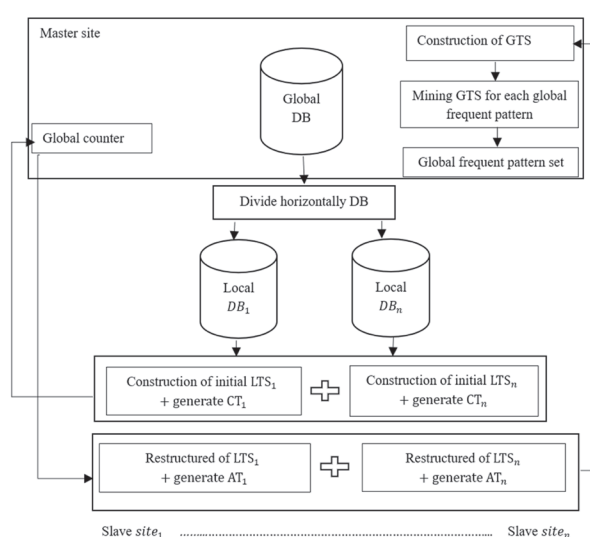 Master site
Construction of GTS
Global
DB
Mining GTS for each global
frequent pattern
Global counter
Global frequent pattern set
Divide horizontally DB
Local
DB₁
Local
DBₙ
Construction of initial LTS₁
+ generate CT₁
Construction of initial LTSₙ
+ generate CTₙ
Restructured of LTS₁
+ generate AT₁
Restructured of LTSₙ
+ generate ATₙ
Slave site₁ ................................................................ Slave siteₙ